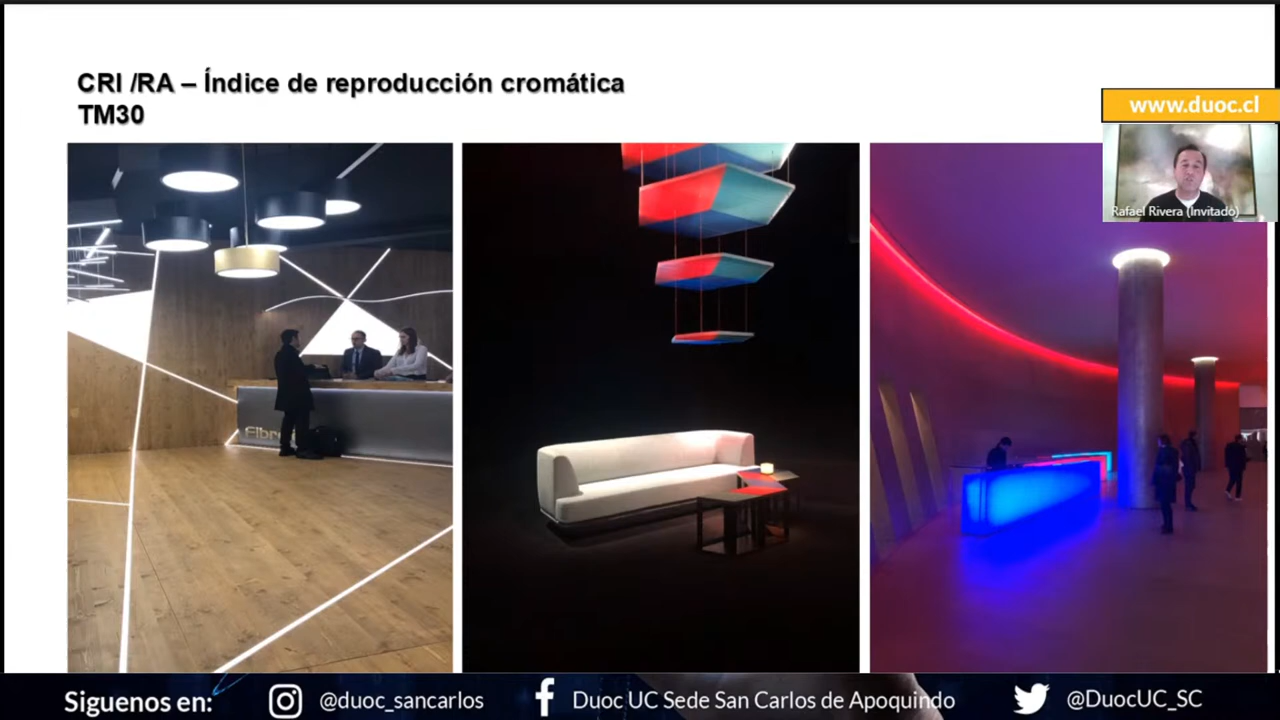 CRI /RA – Índice de reproducción cromática
TM30
www.duoc.cl
Rafael Rivera (Invitado)
Fibr
Siguenos en:
@duoc_sancarlos
Duoc UC Sede San Carlos de Apoquindo
@DuocUC_SC